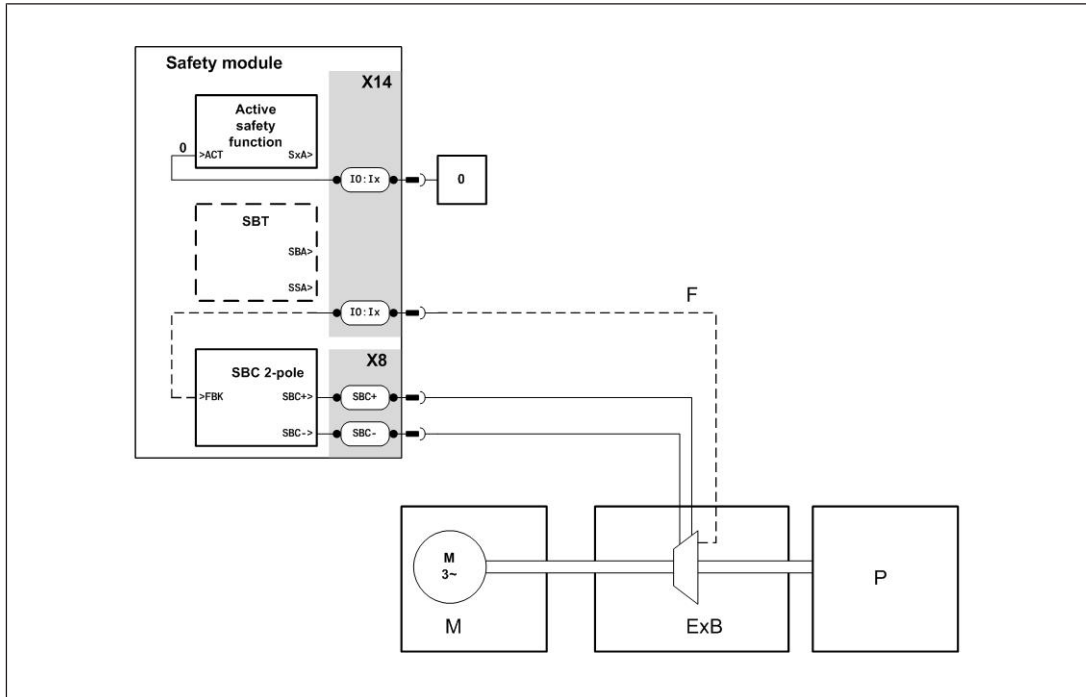 Safety module
X14
Active
safety
function
0
>ACT SxA>
IO:Ix
0
SBT
SBA>
SSA>
IO:Ix
F
X8
SBC 2-pole
>FBK SBC+>
SBC+
SBC->
SBC-
M
3~
M
ExB
P